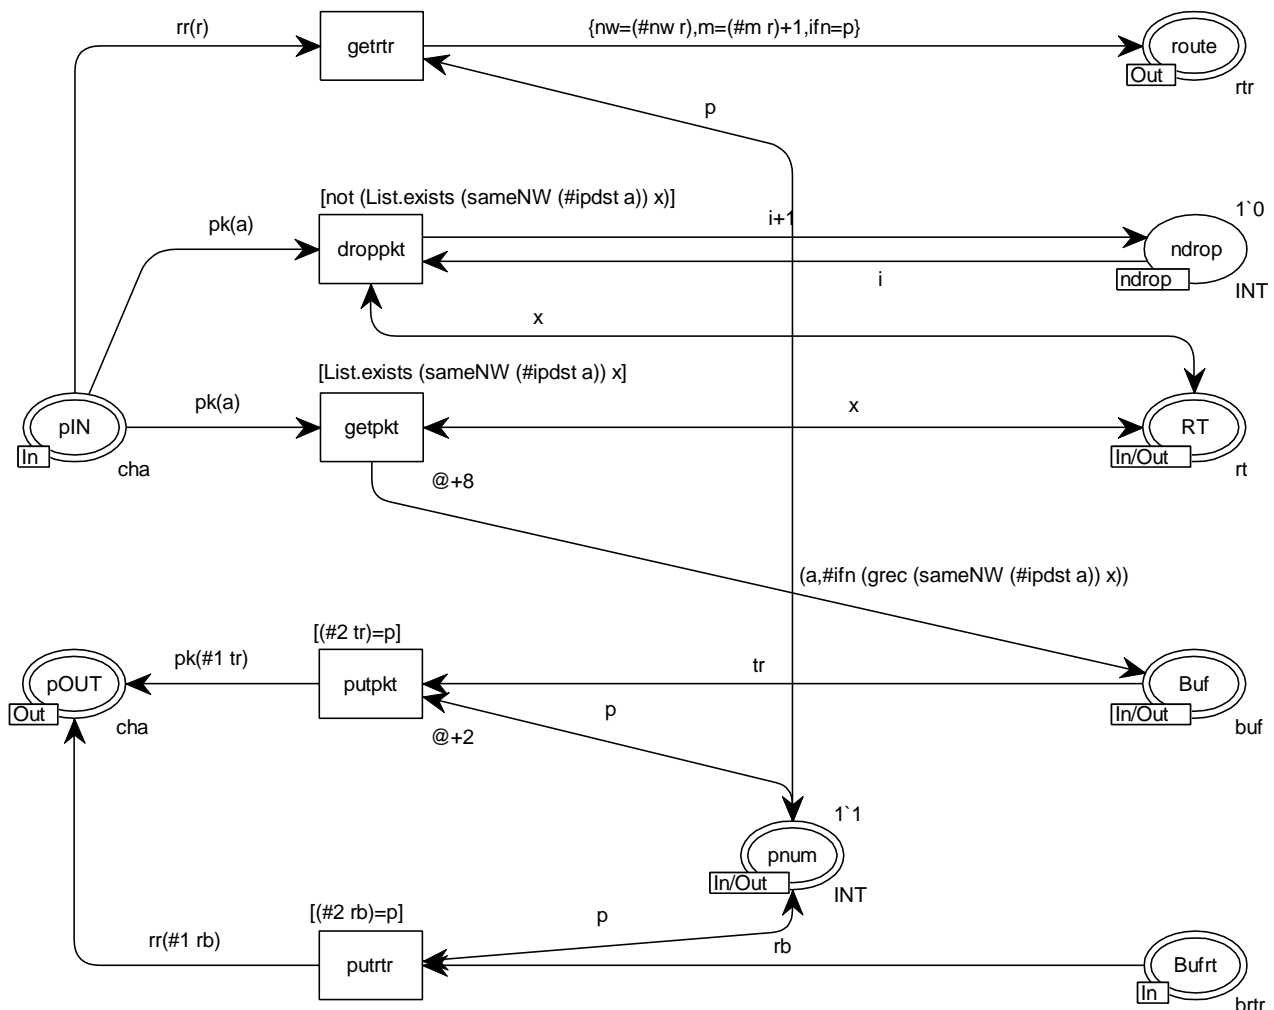 rr(r)
{nw=(#nw r),m=(#m r)+1,ifn=p}
getrtr
route
Out
rtr
p
[not (List.exists (sameNW (#ipdst a)) x)]
1`0
pk(a)
i+1
droppkt
ndrop
ndrop
i
INT
x
[List.exists (sameNW (#ipdst a)) x]
pk(a)
x
pIN
getpkt
RT
In
In/Out
cha
@+8
rt
(a,#ifn (grec (sameNW (#ipdst a)) x))
[(#2 tr)=p]
pk(#1 tr)
tr
pOUT
putpkt
Buf
Out
p
In/Out
cha
@+2
buf
1`1
pnum
In/Out
INT
[(#2 rb)=p]
p
rr(#1 rb)
rb
putrtr
Bufrt
In
brtr